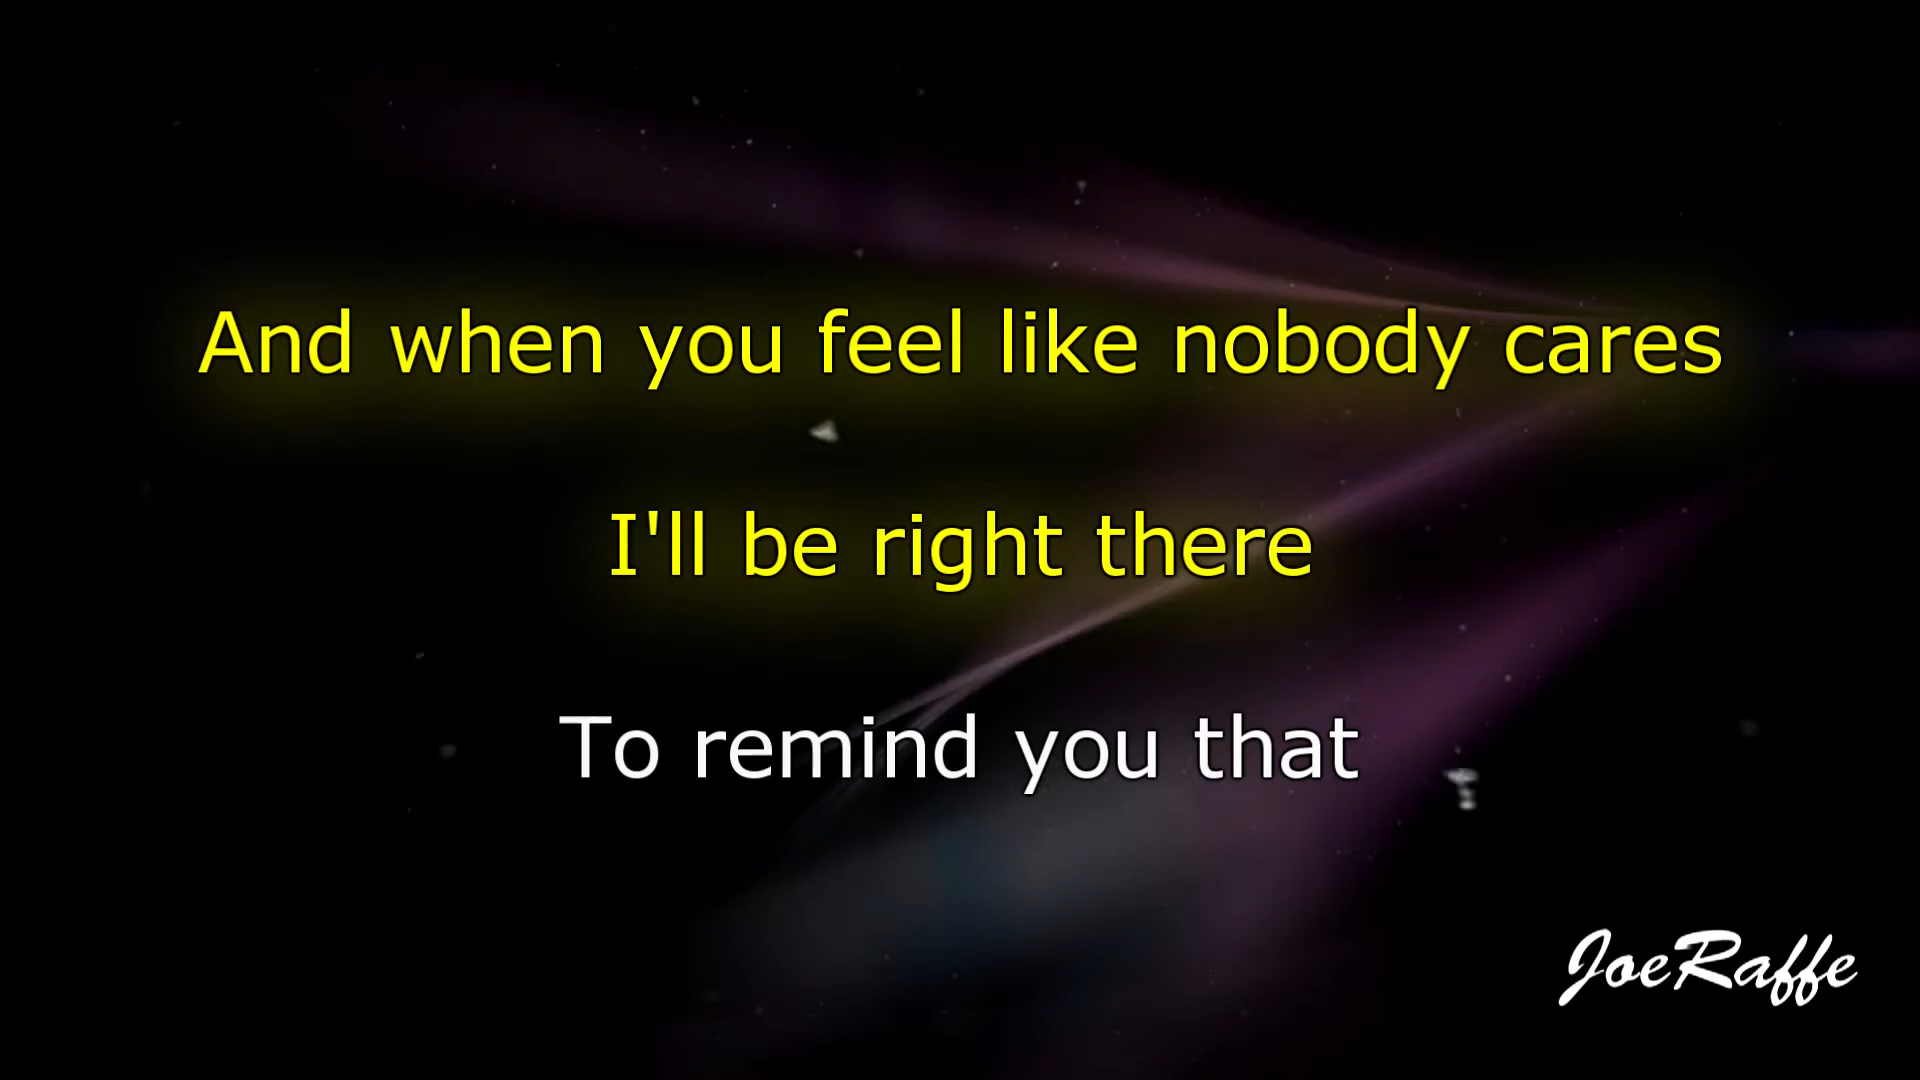 And when you feel like nobody cares
I'll be right there
To remind you that
JoeRaffe